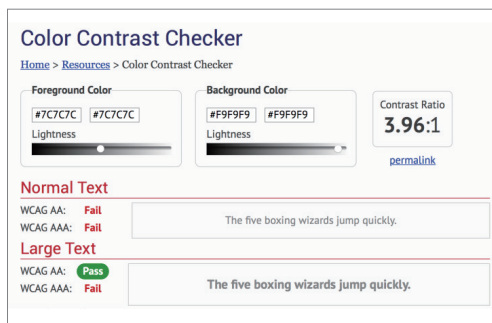 Color Contrast Checker
Home > Resources > Color Contrast Checker
Foreground Color
#7C7C7C #7C7C7C
Lightness
Background Color
#F9F9F9 #F9F9F9
Lightness
Contrast Ratio
3.96:1
permalink
Normal Text
WCAG AA: Fail
WCAG AAA: Fail
The five boxing wizards jump quickly.
Large Text
WCAG AA: Pass
WCAG AAA: Fail
The five boxing wizards jump quickly.